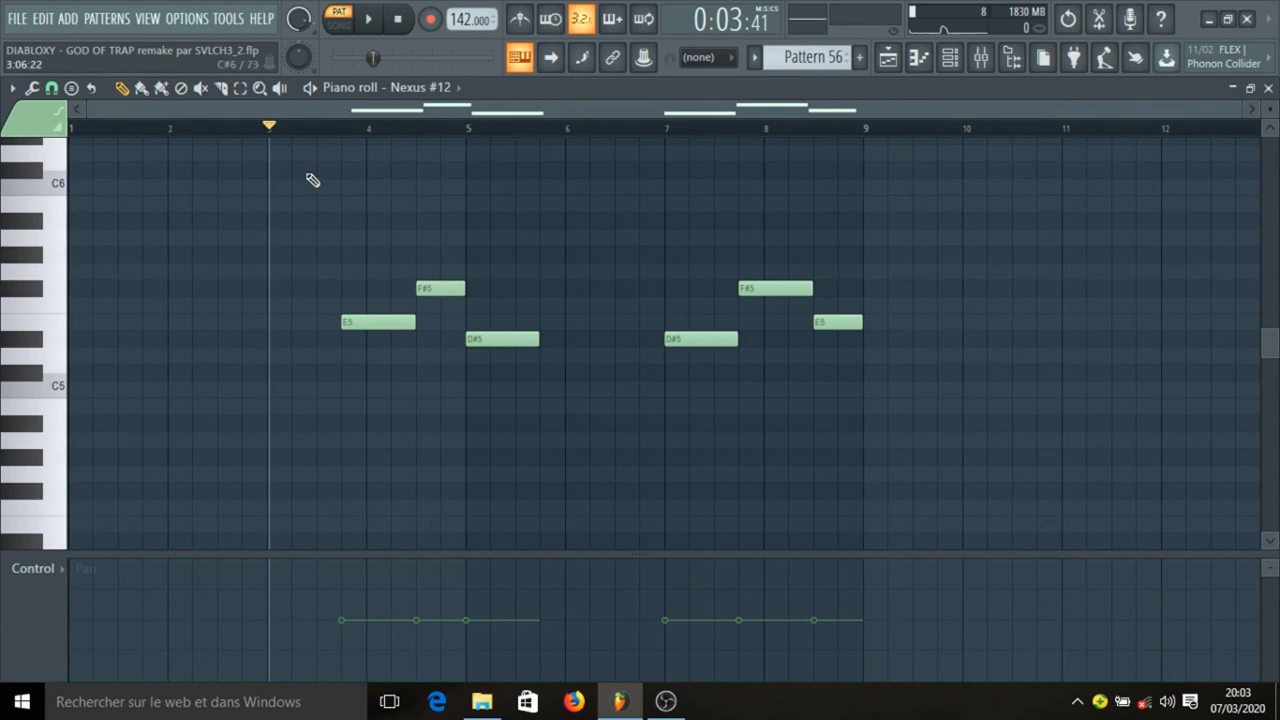 FILE EDIT ADD PATTERNS VIEW OPTIONS TOOLS HELP
PAT
SONG
142.000
3.2.
0:03:41
M:S:CS
8
1830 MB
0
DIABLOXY - GOD OF TRAP remake par SVLCH3_2.flp
3:06:22
C#6 / 73
(none)
Pattern 56
11/02 FLEX |
Phonon Collider
Piano roll - Nexus #12
1 2 3 4 5 6 7 8 9 10 11 12
C6
F#5
F#5
E5
E5
D#5
D#5
C5
Control
Pan
Rechercher sur le web et dans Windows
20:03
07/03/2020